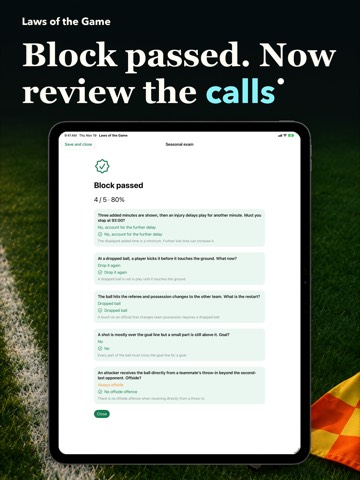 Laws of the Game
Block passed. Now
review the calls
9:41 AM Thu Nov 19 Laws of the Game
Save and close
Seasonal exam
Block passed
4 / 5 · 80%
Three added minutes are shown, then an injury delays play for another minute. Must you
stop at 93:00?
No, account for the further delay
No, account for the further delay
The displayed added time is a minimum. Further lost time can increase it.
At a dropped ball, a player kicks it before it touches the ground. What now?
Drop it again
Drop it again
A dropped ball is not in play until it touches the ground.
The ball hits the referee and possession changes to the other team. What is the restart?
Dropped ball
Dropped ball
A touch on an official that changes team possession requires a dropped ball.
A shot is mostly over the goal line but a small part is still above it. Goal?
No
No
Every part of the ball must cross the goal line for a goal.
An attacker receives the ball directly from a teammate's throw-in beyond the second-
last opponent. Offside?
Always offside
No offside offence
There is no offside offence when receiving directly from a throw-in.
Close